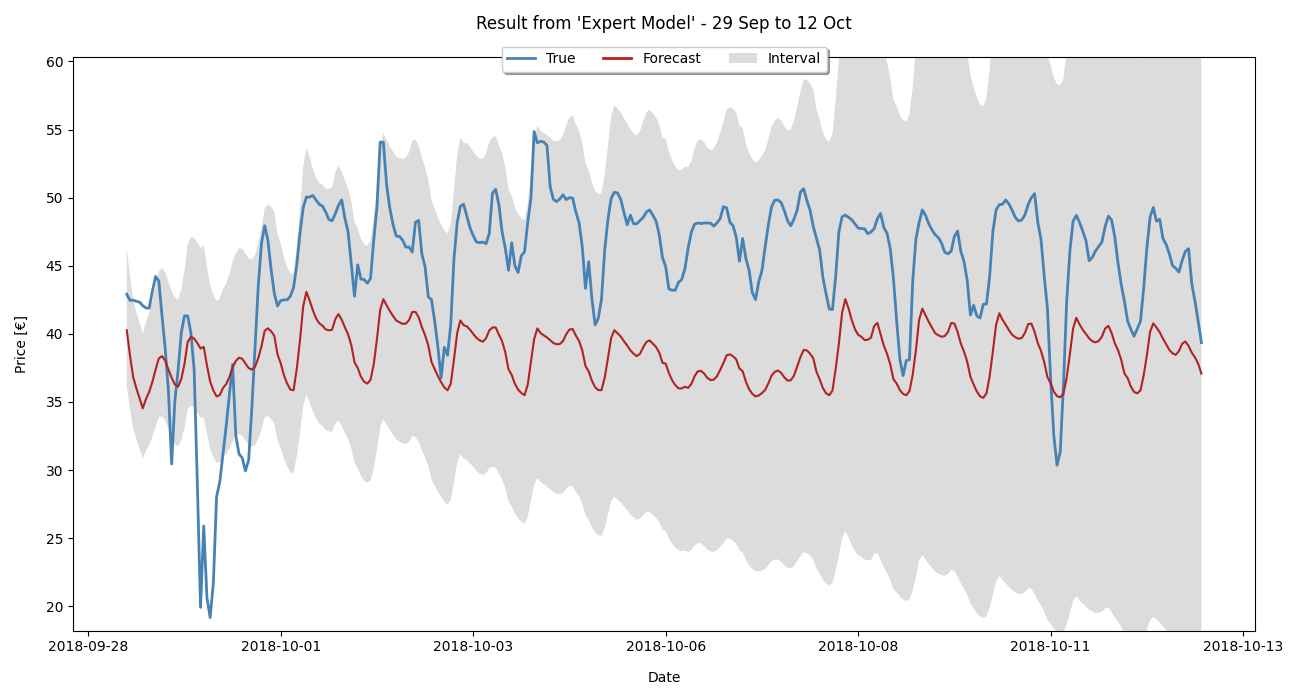 Result from 'Expert Model' - 29 Sep to 12 Oct
True Forecast Interval
60
55
50
45
40
35
30
25
20
Price [€]
2018-09-28 2018-10-01 2018-10-03 2018-10-06 2018-10-08 2018-10-11 2018-10-13
Date